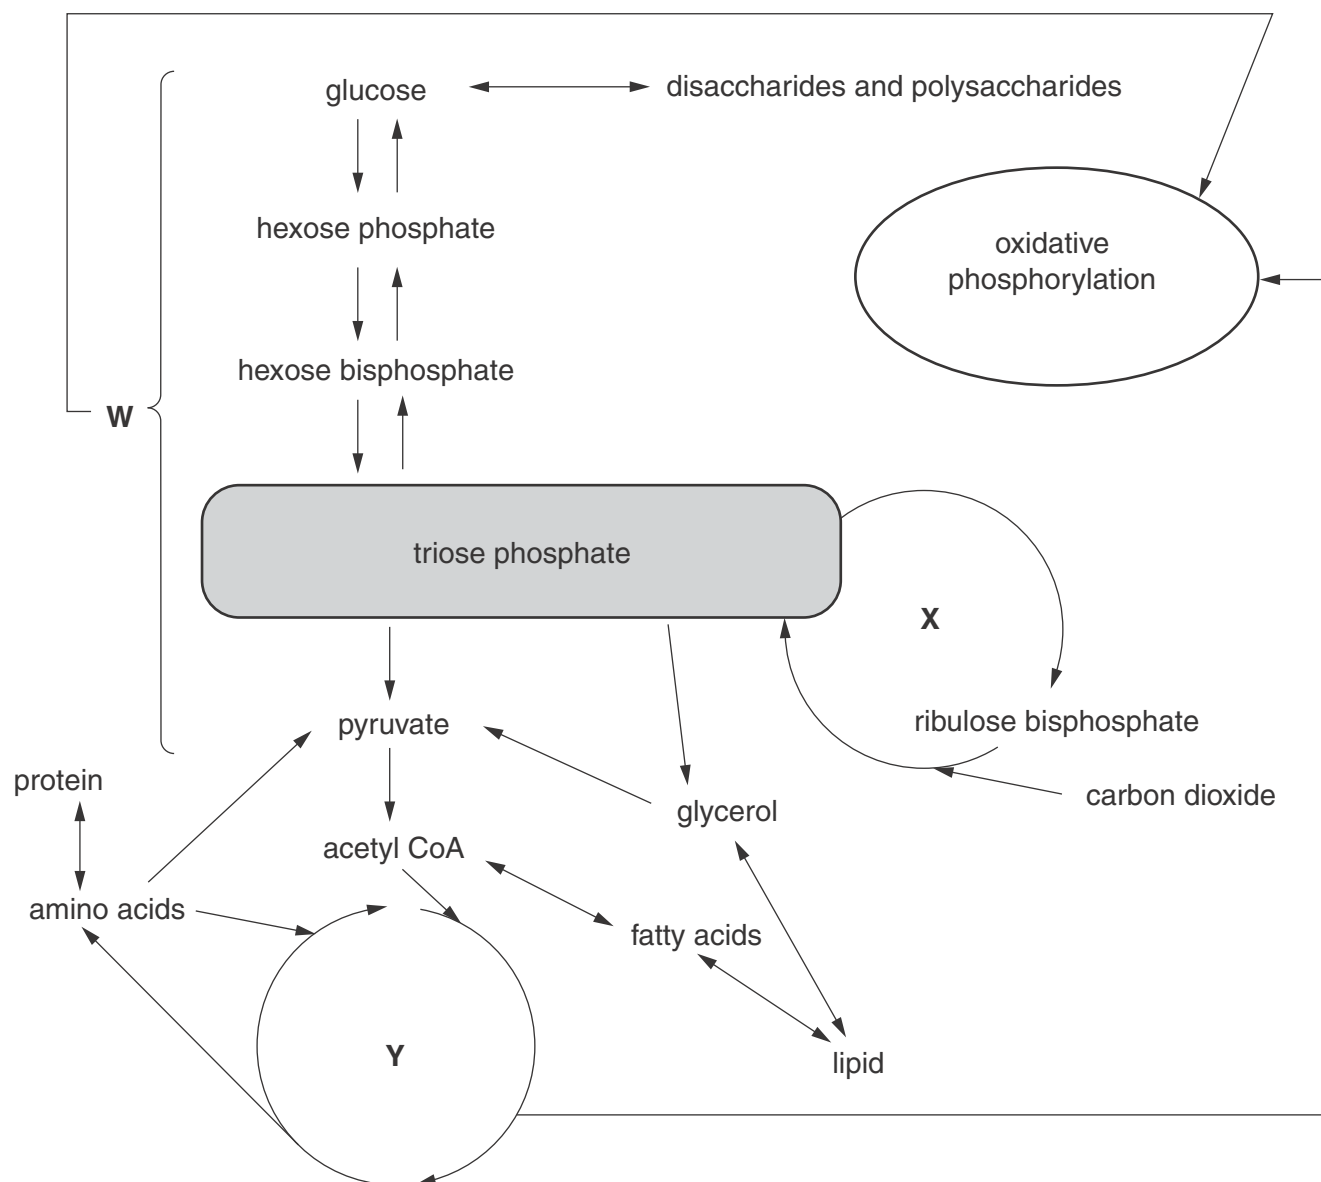 glucose
disaccharides and polysaccharides
hexose phosphate
oxidative
phosphorylation
hexose bisphosphate
W
triose phosphate
X
pyruvate
ribulose bisphosphate
protein
carbon dioxide
glycerol
acetyl CoA
amino acids
fatty acids
Y
lipid